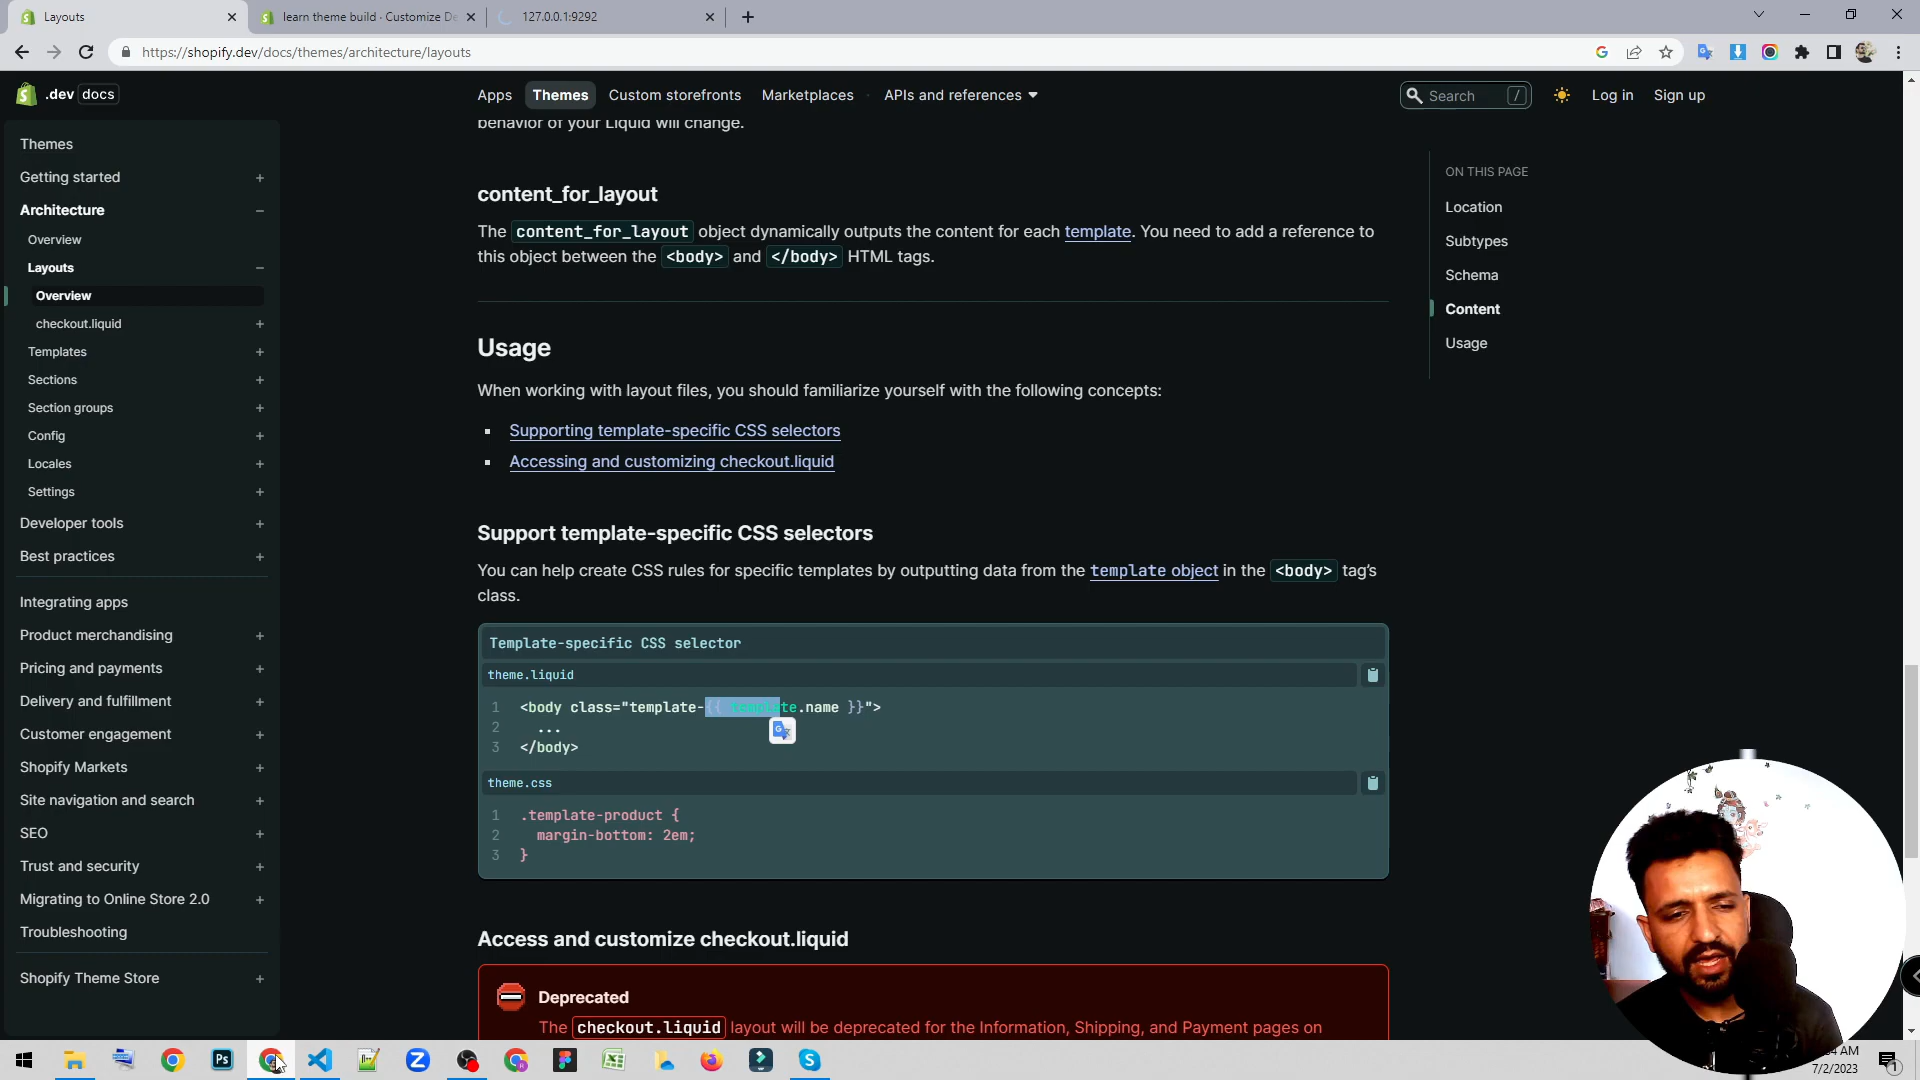 Layouts
learn theme build · Customize De
127.0.0.1:9292
https://shopify.dev/docs/themes/architecture/layouts
.dev docs
Apps Themes Custom storefronts Marketplaces APIs and references
Search /
Log in Sign up
Themes
Getting started
Architecture
Overview
Layouts
Overview
checkout.liquid
Templates
Sections
Section groups
Config
Locales
Settings
Developer tools
Best practices
Integrating apps
Product merchandising
Pricing and payments
Delivery and fulfillment
Customer engagement
Shopify Markets
Site navigation and search
SEO
Trust and security
Migrating to Online Store 2.0
Troubleshooting
Shopify Theme Store
behavior of your Liquid will change.
content_for_layout
The content_for_layout object dynamically outputs the content for each template. You need to add a reference to
this object between the <body> and </body> HTML tags.
Usage
When working with layout files, you should familiarize yourself with the following concepts:
Supporting template-specific CSS selectors
Accessing and customizing checkout.liquid
Support template-specific CSS selectors
You can help create CSS rules for specific templates by outputting data from the template object in the <body> tag's
class.
Template-specific CSS selector
theme.liquid
1 <body class="template-{{ template.name }}">
2 ...
3 </body>
theme.css
1 .template-product {
2 margin-bottom: 2em;
3 }
Access and customize checkout.liquid
Deprecated
The checkout.liquid layout will be deprecated for the Information, Shipping, and Payment pages on
ON THIS PAGE
Location
Subtypes
Schema
Content
Usage
AM
7/2/2023